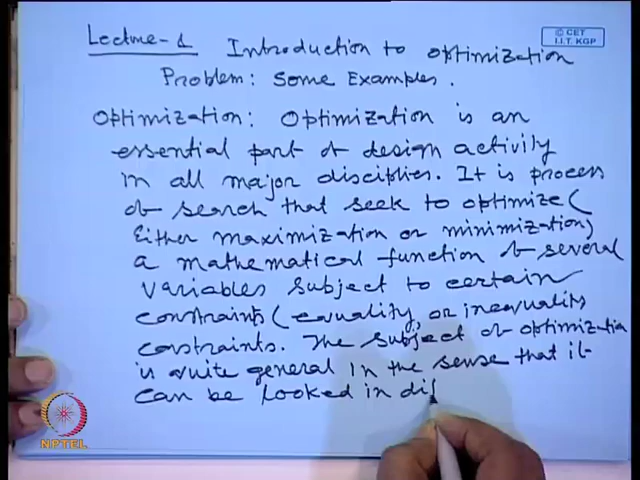 Lecture-1 Introduction to optimization
© CET
I.I.T. KGP
Problem: Some Examples.
Optimization: Optimization is an
essential part of design activity
in all major disciplies. It is process
of search that seek to optimize (
Either maximization or minimization)
a mathematical function of several
variables subject to certain
constraints (equality, or inequality
constraints. The subject of optimization
is quite general in the sense that it
can be looked in dif
NPTEL